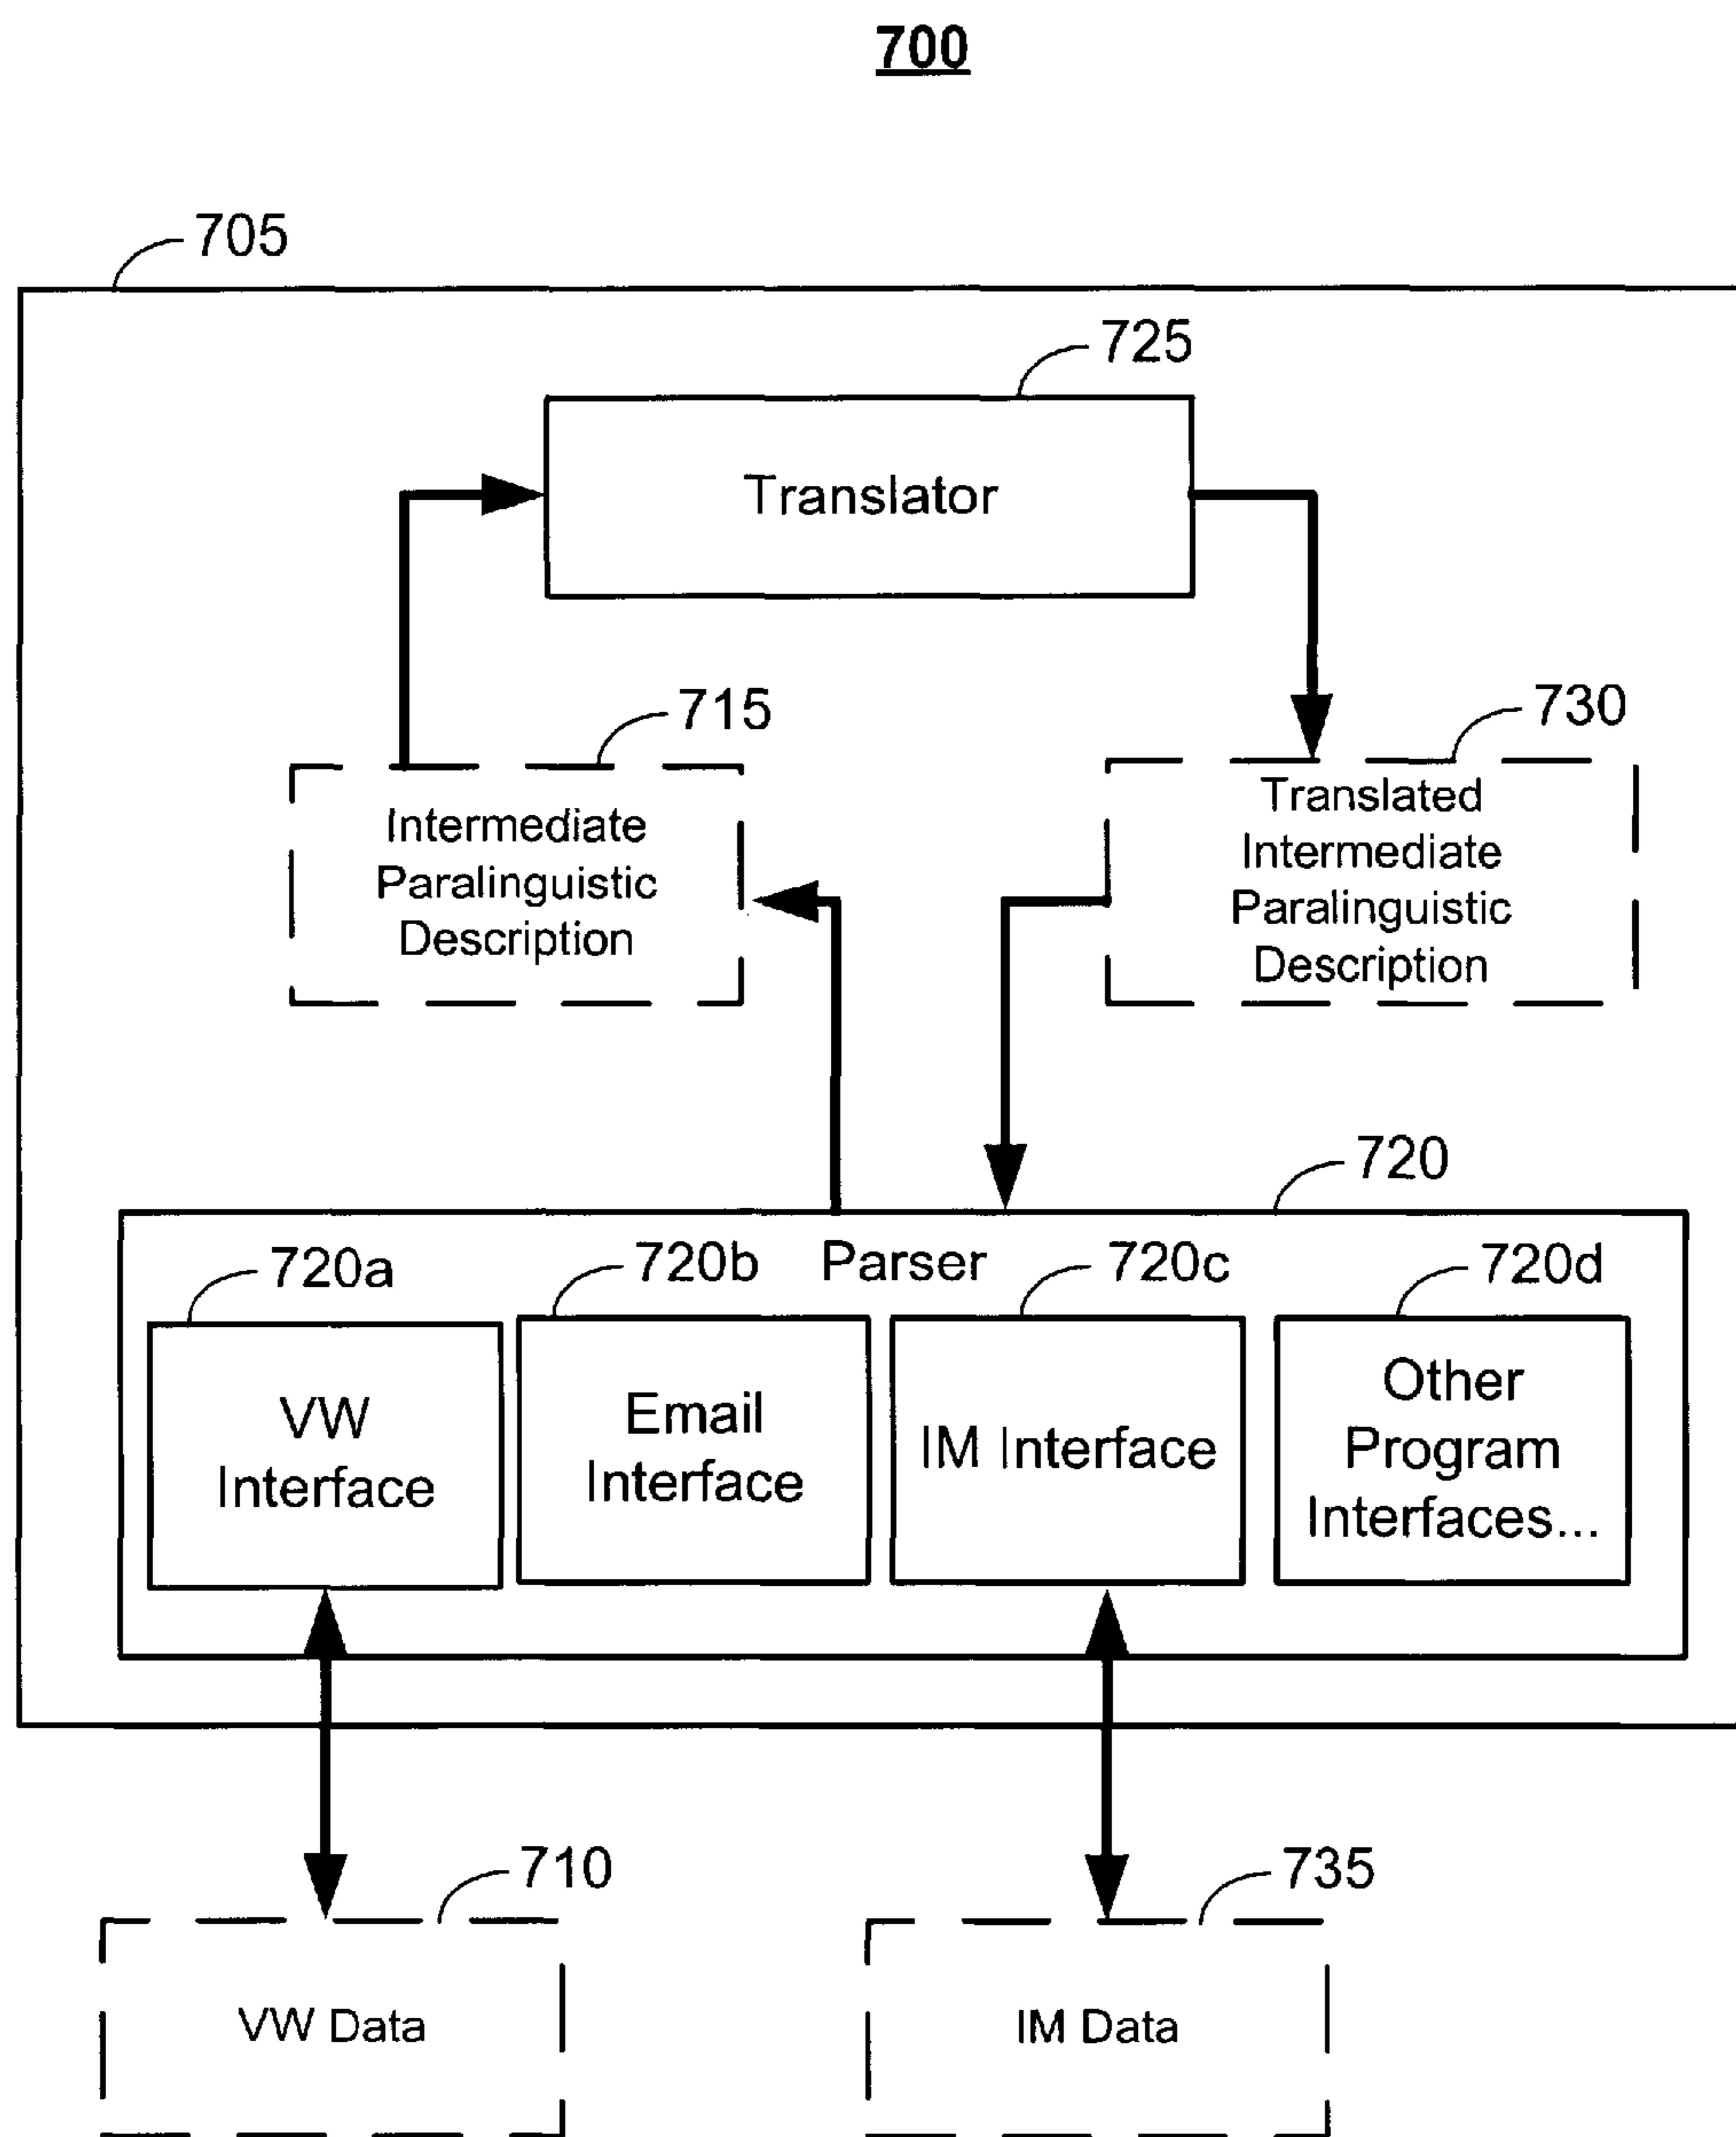 700
705
725
Translator
715
730
Intermediate
Paralinguistic
Description
Translated
Intermediate
Paralinguistic
Description
720
Parser
720a
720b
720c
720d
VW
Interface
Email
Interface
IM Interface
Other
Program
Interfaces...
710
735
VW Data
IM Data